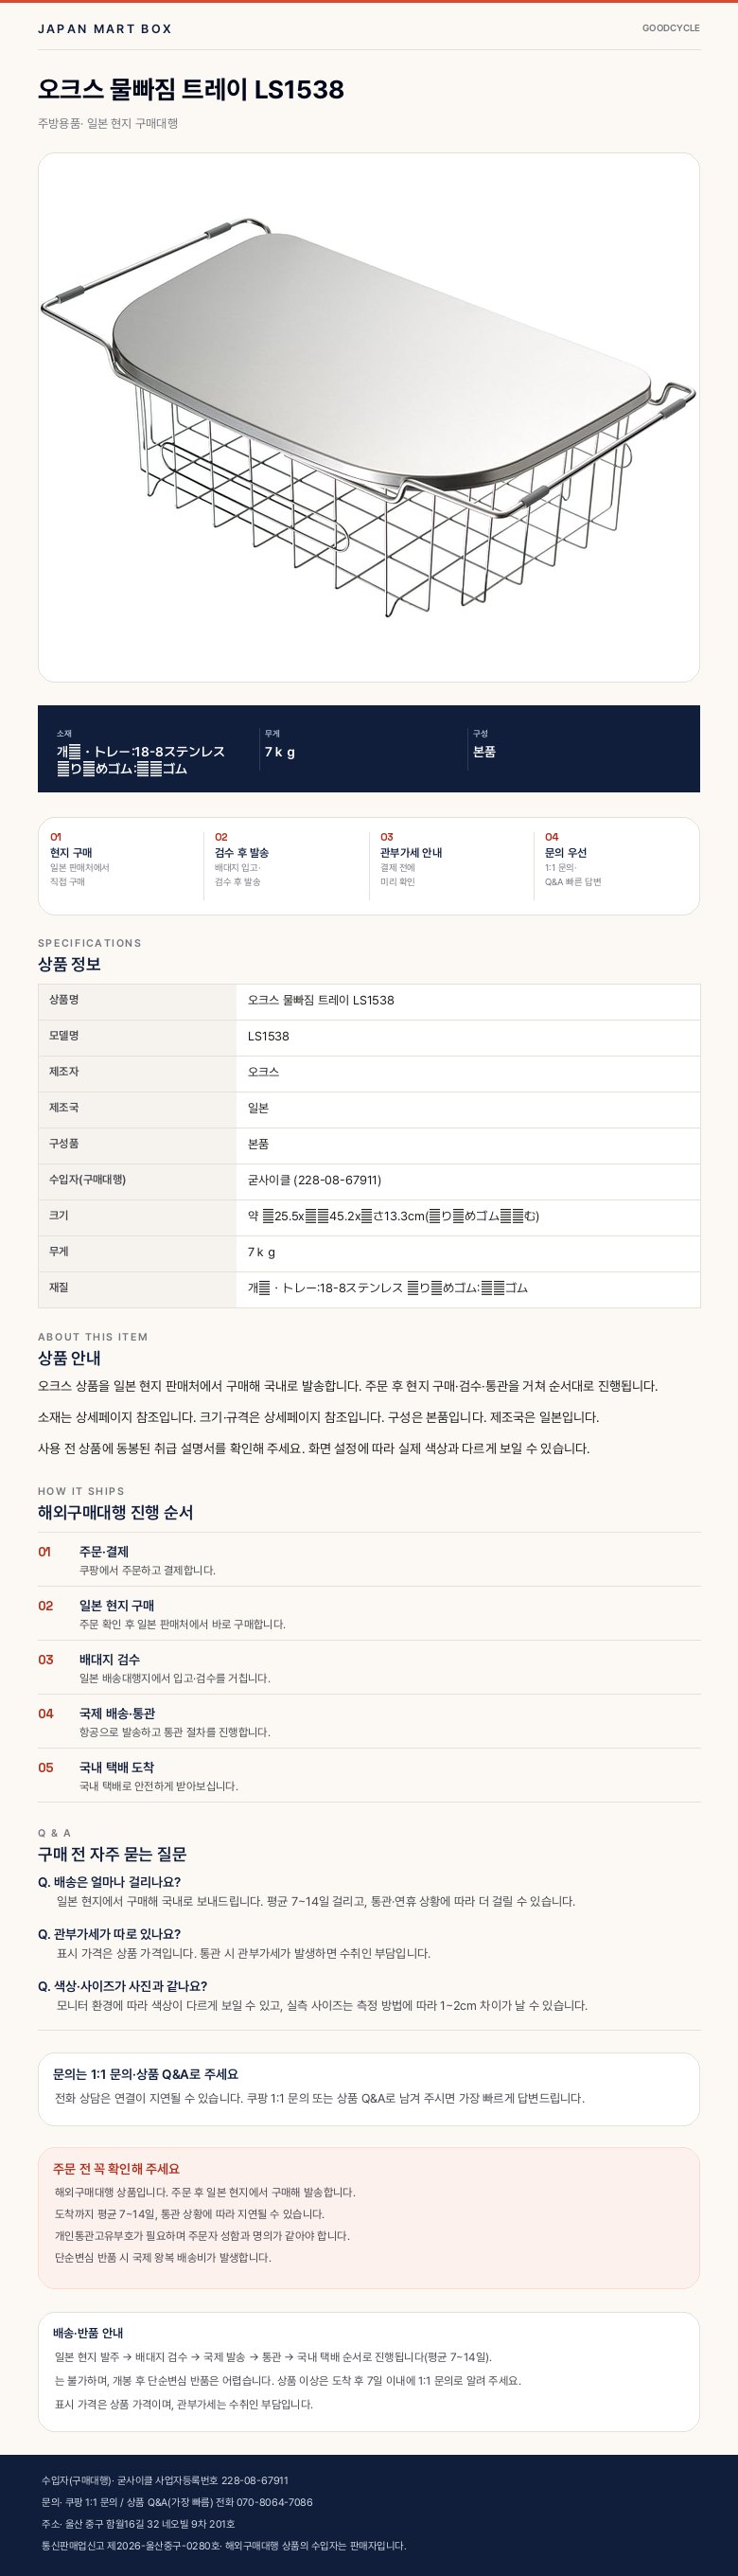 JAPAN MART BOX
GOODCYCLE
오크스 물빠짐 트레이 LS1538
주방용품· 일본 현지 구매대행
소재
개 ・トレー:18-8ステンレス
り めゴム: ゴム
무게
7ｋｇ
구성
본품
01
현지 구매
일본 판매처에서
직접 구매
02
검수 후 발송
배대지 입고·
검수 후 발송
03
관부가세 안내
결제 전에
미리 확인
04
문의 우선
1:1 문의·
Q&A 빠른 답변
SPECIFICATIONS
상품 정보
상품명 오크스 물빠짐 트레이 LS1538
모델명 LS1538
제조자 오크스
제조국 일본
구성품 본품
수입자(구매대행) 굳사이클 (228-08-67911)
크기 약 25.5x 45.2x さ13.3cm( り めゴム む)
무게 7ｋｇ
재질 개 ・トレー:18-8ステンレス り めゴム: ゴム
ABOUT THIS ITEM
상품 안내
오크스 상품을 일본 현지 판매처에서 구매해 국내로 발송합니다. 주문 후 현지 구매·검수·통관을 거쳐 순서대로 진행됩니다.
소재는 상세페이지 참조입니다. 크기·규격은 상세페이지 참조입니다. 구성은 본품입니다. 제조국은 일본입니다.
사용 전 상품에 동봉된 취급 설명서를 확인해 주세요. 화면 설정에 따라 실제 색상과 다르게 보일 수 있습니다.
HOW IT SHIPS
해외구매대행 진행 순서
01 주문·결제
쿠팡에서 주문하고 결제합니다.
02 일본 현지 구매
주문 확인 후 일본 판매처에서 바로 구매합니다.
03 배대지 검수
일본 배송대행지에서 입고·검수를 거칩니다.
04 국제 배송·통관
항공으로 발송하고 통관 절차를 진행합니다.
05 국내 택배 도착
국내 택배로 안전하게 받아보십니다.
Q & A
구매 전 자주 묻는 질문
Q. 배송은 얼마나 걸리나요?
일본 현지에서 구매해 국내로 보내드립니다. 평균 7~14일 걸리고, 통관·연휴 상황에 따라 더 걸릴 수 있습니다.
Q. 관부가세가 따로 있나요?
표시 가격은 상품 가격입니다. 통관 시 관부가세가 발생하면 수취인 부담입니다.
Q. 색상·사이즈가 사진과 같나요?
모니터 환경에 따라 색상이 다르게 보일 수 있고, 실측 사이즈는 측정 방법에 따라 1~2cm 차이가 날 수 있습니다.
문의는 1:1 문의·상품 Q&A로 주세요
전화 상담은 연결이 지연될 수 있습니다. 쿠팡 1:1 문의 또는 상품 Q&A로 남겨 주시면 가장 빠르게 답변드립니다.
주문 전 꼭 확인해 주세요
해외구매대행 상품입니다. 주문 후 일본 현지에서 구매해 발송합니다.
도착까지 평균 7~14일, 통관 상황에 따라 지연될 수 있습니다.
개인통관고유부호가 필요하며 주문자 성함과 명의가 같아야 합니다.
단순변심 반품 시 국제 왕복 배송비가 발생합니다.
배송·반품 안내
일본 현지 발주 → 배대지 검수 → 국제 발송 → 통관 → 국내 택배 순서로 진행됩니다(평균 7~14일).
는 불가하며, 개봉 후 단순변심 반품은 어렵습니다. 상품 이상은 도착 후 7일 이내에 1:1 문의로 알려 주세요.
표시 가격은 상품 가격이며, 관부가세는 수취인 부담입니다.
수입자(구매대행)· 굳사이클 사업자등록번호 228-08-67911
문의· 쿠팡 1:1 문의 / 상품 Q&A(가장 빠름) 전화 070-8064-7086
주소· 울산 중구 함월16길 32 네오빌 9차 201호
통신판매업신고 제2026-울산중구-0280호· 해외구매대행 상품의 수입자는 판매자입니다.